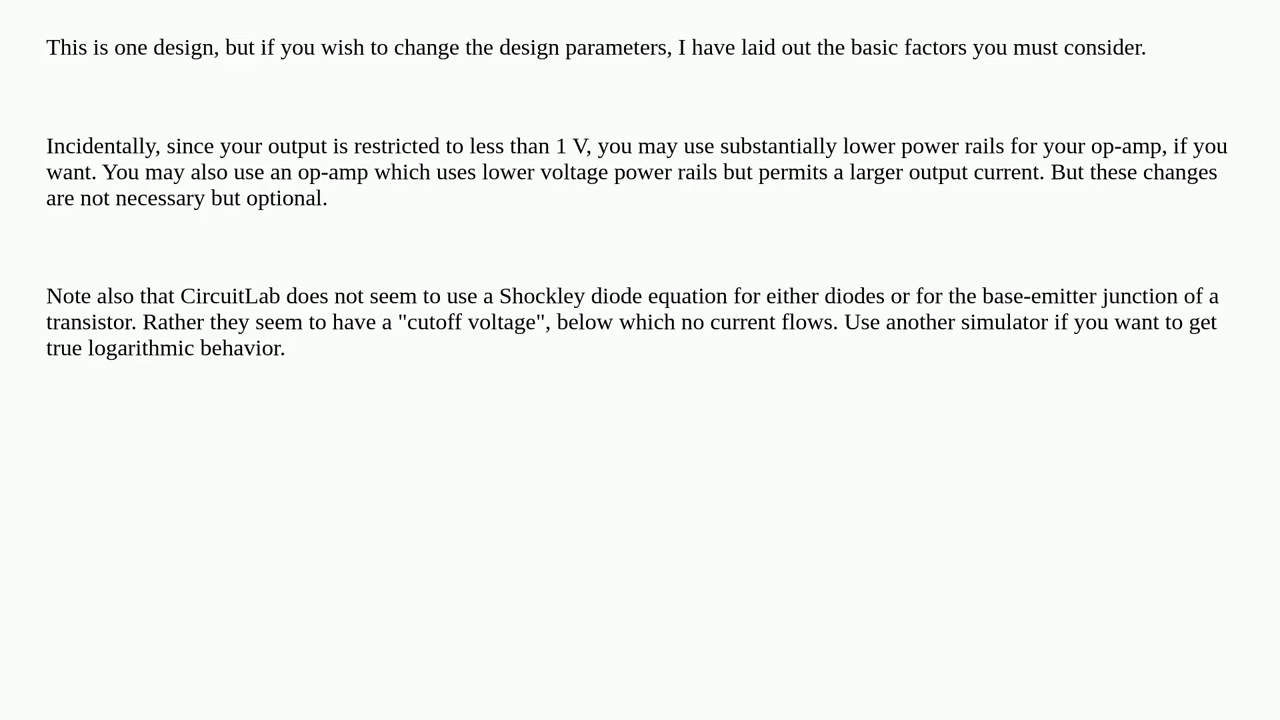 This is one design, but if you wish to change the design parameters, I have laid out the basic factors you must consider.
Incidentally, since your output is restricted to less than 1 V, you may use substantially lower power rails for your op-amp, if you
want. You may also use an op-amp which uses lower voltage power rails but permits a larger output current. But these changes
are not necessary but optional.
Note also that CircuitLab does not seem to use a Shockley diode equation for either diodes or for the base-emitter junction of a
transistor. Rather they seem to have a "cutoff voltage", below which no current flows. Use another simulator if you want to get
true logarithmic behavior.